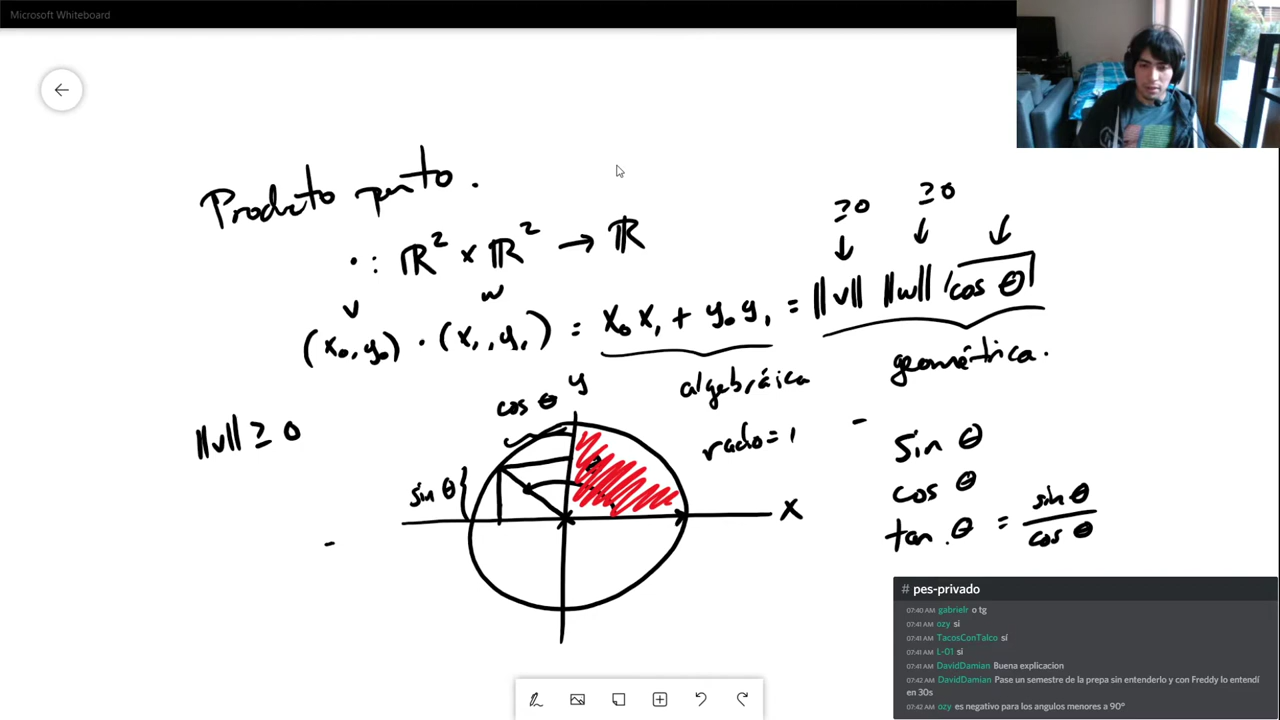 Microsoft Whiteboard
Producto punto.
· : ℝ² × ℝ² → ℝ
v w
(x₀, y₀) · (x₁, y₁) = x₀ x₁ + y₀ y₁ = ||v|| ||w|| cos θ
≥0 ≥0
algebráica
geométrica.
||v|| ≥ 0
cos θ
y
radio = 1
sin θ
x
-
-
sin θ
cos θ
tan θ = sin θ / cos θ
# pes-privado
07:40 AM gabrielr o tg
07:41 AM ozy si
07:41 AM TacosConTalco sí
07:41 AM L-01 si
07:41 AM DavidDamian Buena explicacion
07:42 AM DavidDamian Pase un semestre de la prepa sin entenderlo y con Freddy lo entendí
en 30s
07:42 AM ozy es negativo para los angulos menores a 90°